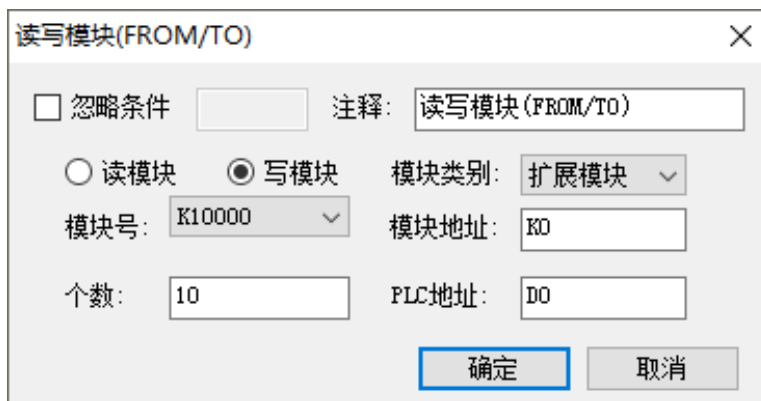 读写模块(FROM/TO)
忽略条件 注释: 读写模块(FROM/TO)
读模块 写模块 模块类别: 扩展模块
模块号: K10000 模块地址: K0
个数: 10 PLC地址: D0
确定 取消